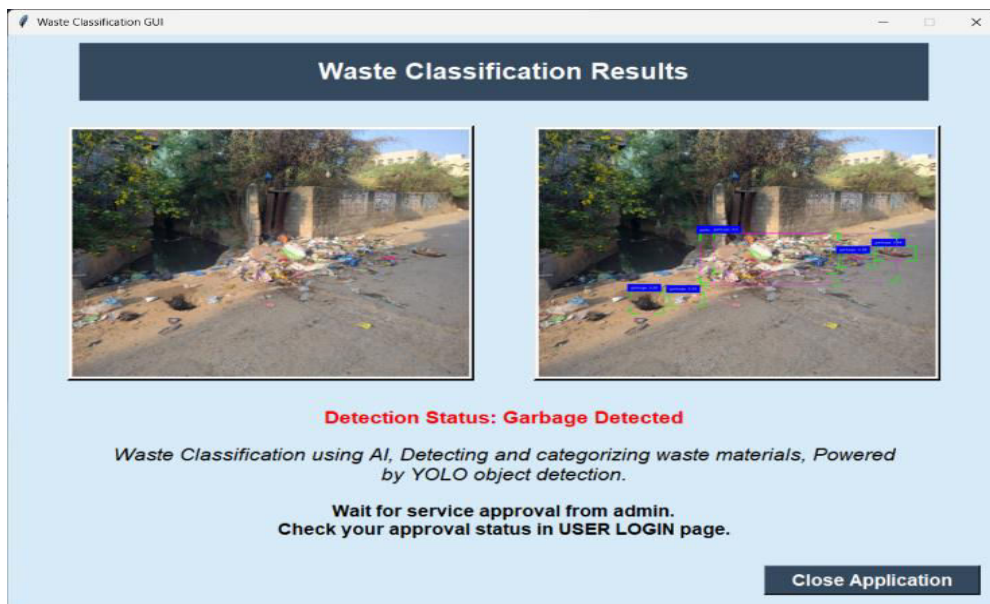 Waste Classification GUI
Waste Classification Results
Detection Status: Garbage Detected
Waste Classification using AI, Detecting and categorizing waste materials, Powered
by YOLO object detection.
Wait for service approval from admin.
Check your approval status in USER LOGIN page.
Close Application